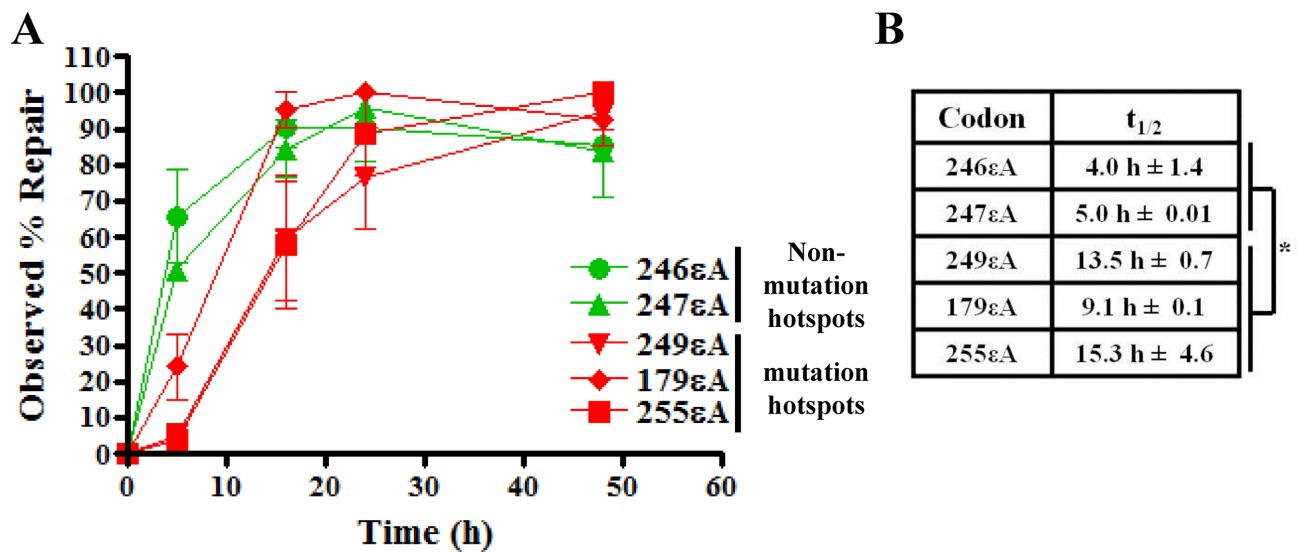 A
Observed % Repair
110
100
90
80
70
60
50
40
30
20
10
0
0 10 20 30 40 50 60
Time (h)
246εA
247εA
249εA
179εA
255εA
Non-
mutation
hotspots
mutation
hotspots
B
Codon t1/2
246εA 4.0 h ± 1.4
247εA 5.0 h ± 0.01
249εA 13.5 h ± 0.7
179εA 9.1 h ± 0.1
255εA 15.3 h ± 4.6
*